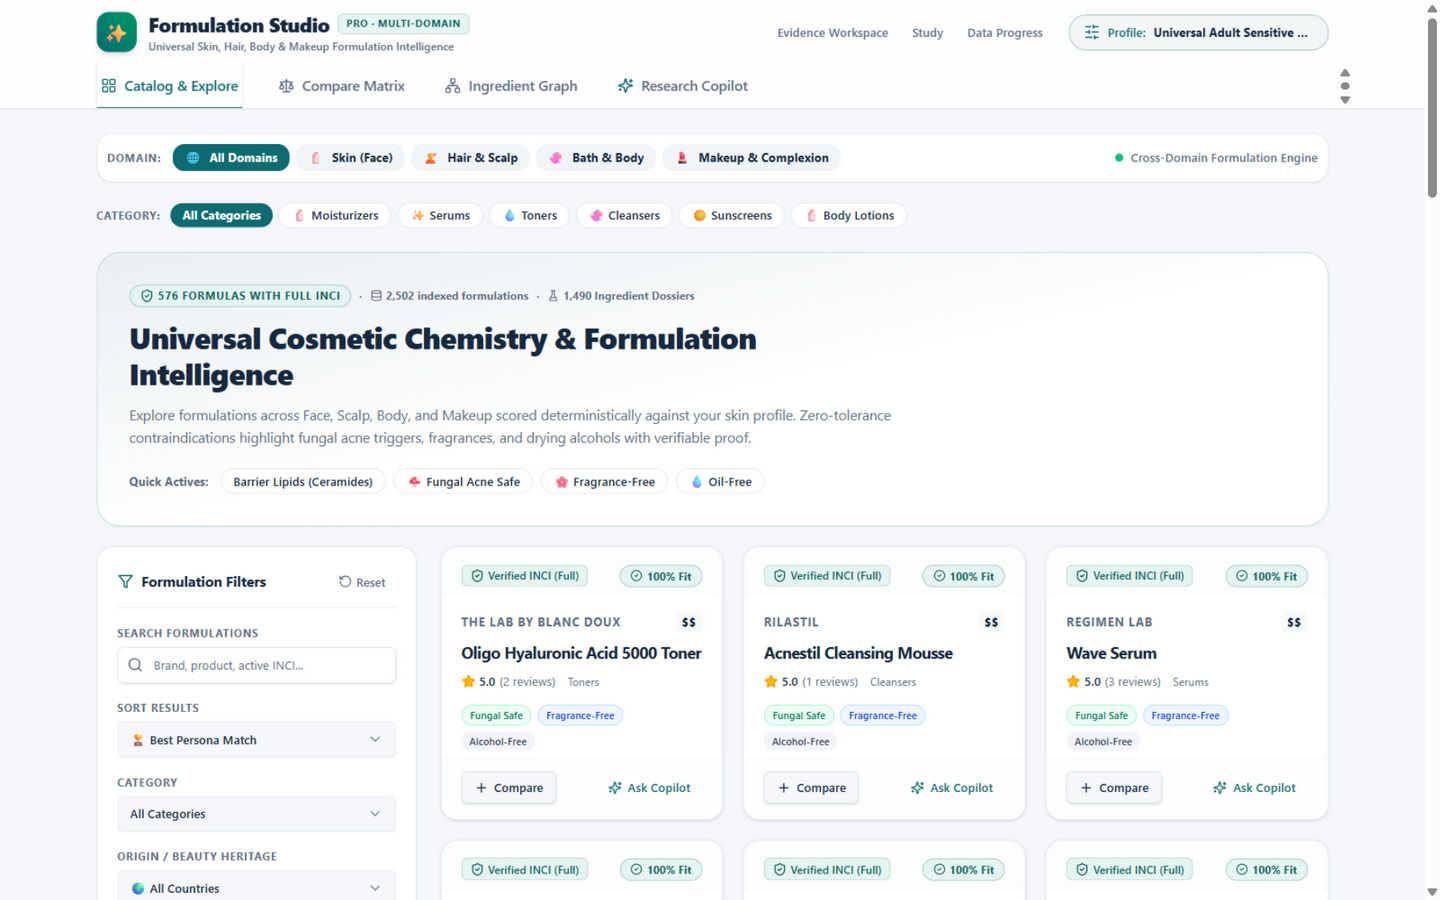 Formulation Studio PRO · MULTI-DOMAIN
Universal Skin, Hair, Body & Makeup Formulation Intelligence
Evidence Workspace Study Data Progress Profile: Universal Adult Sensitive ...
Catalog & Explore Compare Matrix Ingredient Graph Research Copilot
DOMAIN: All Domains Skin (Face) Hair & Scalp Bath & Body Makeup & Complexion Cross-Domain Formulation Engine
CATEGORY: All Categories Moisturizers Serums Toners Cleansers Sunscreens Body Lotions
576 FORMULAS WITH FULL INCI · 2,502 indexed formulations · 1,490 Ingredient Dossiers
Universal Cosmetic Chemistry & Formulation
Intelligence
Explore formulations across Face, Scalp, Body, and Makeup scored deterministically against your skin profile. Zero-tolerance
contraindications highlight fungal acne triggers, fragrances, and drying alcohols with verifiable proof.
Quick Actives: Barrier Lipids (Ceramides) Fungal Acne Safe Fragrance-Free Oil-Free
Formulation Filters Reset
SEARCH FORMULATIONS
Brand, product, active INCI...
SORT RESULTS
Best Persona Match
CATEGORY
All Categories
ORIGIN / BEAUTY HERITAGE
All Countries
Verified INCI (Full) 100% Fit
THE LAB BY BLANC DOUX $$
Oligo Hyaluronic Acid 5000 Toner
5.0 (2 reviews) Toners
Fungal Safe Fragrance-Free
Alcohol-Free
Compare Ask Copilot
Verified INCI (Full) 100% Fit
RILASTIL $$
Acnestil Cleansing Mousse
5.0 (1 reviews) Cleansers
Fungal Safe Fragrance-Free
Alcohol-Free
Compare Ask Copilot
Verified INCI (Full) 100% Fit
REGIMEN LAB $$
Wave Serum
5.0 (3 reviews) Serums
Fungal Safe Fragrance-Free
Alcohol-Free
Compare Ask Copilot
Verified INCI (Full) 100% Fit
Verified INCI (Full) 100% Fit
Verified INCI (Full) 100% Fit